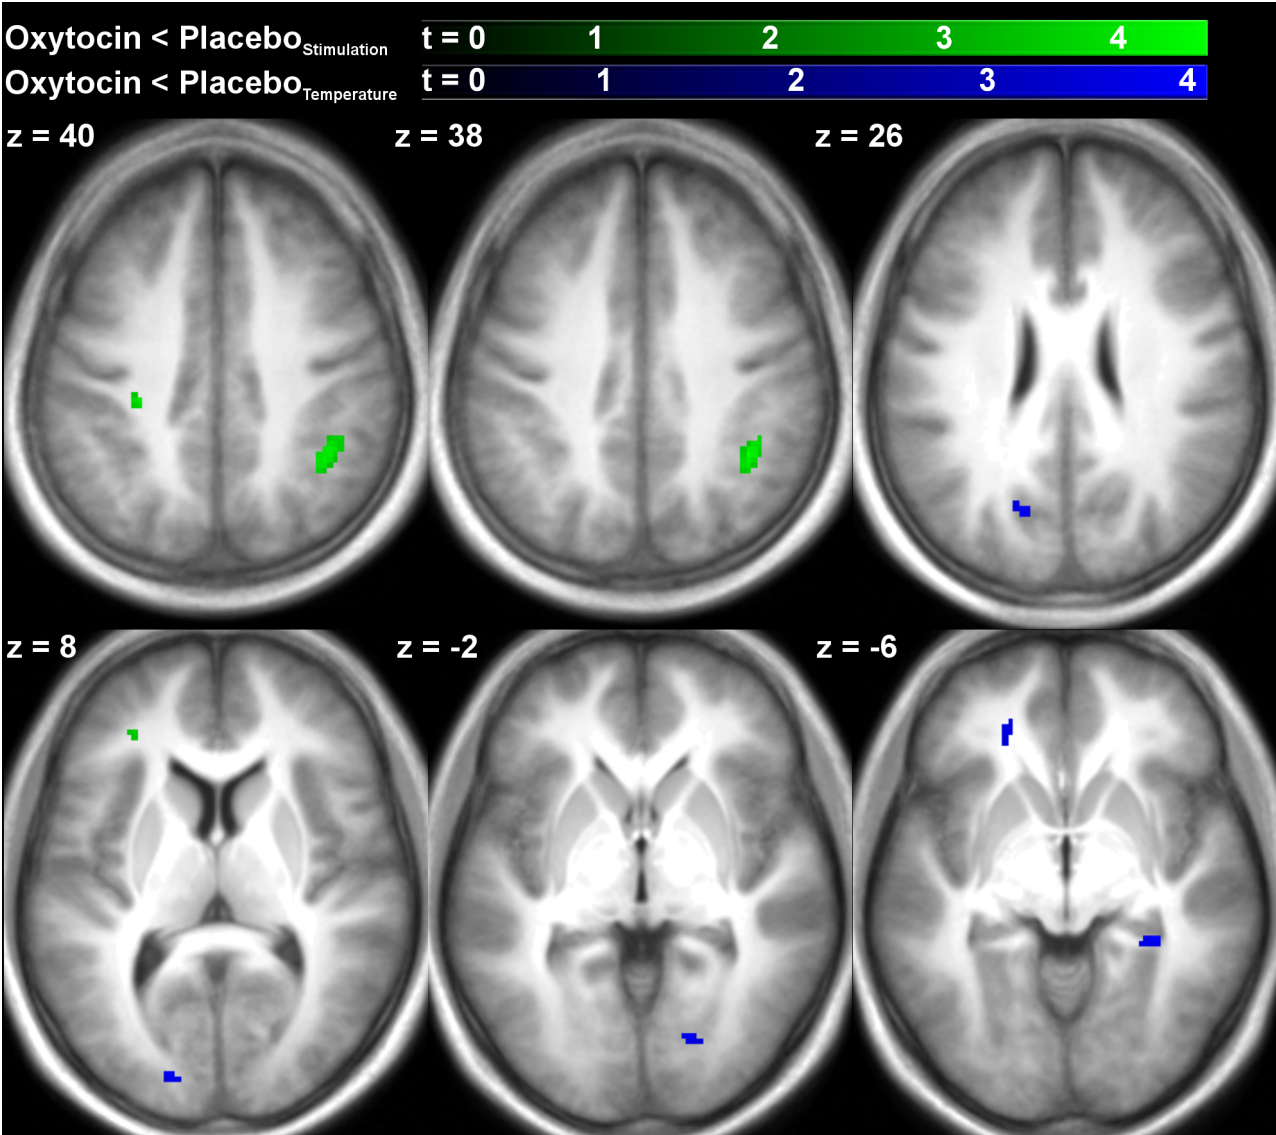 Oxytocin < PlaceboStimulation t = 0 1 2 3 4
Oxytocin < PlaceboTemperature t = 0 1 2 3 4
z = 40 z = 38 z = 26
z = 8 z = -2 z = -6